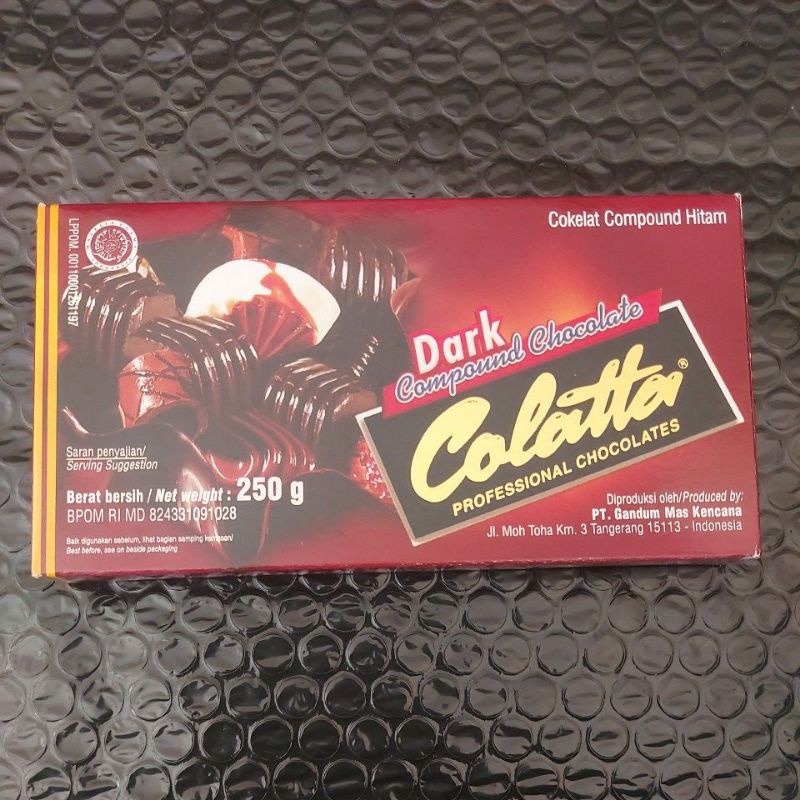 Cokelat Compound Hitam
LPPOM. 00110001261197
Dark
Compound Chocolate
Colatta®
PROFESSIONAL CHOCOLATES
Saran penyajian/
Serving Suggestion
Berat bersih / Net weight : 250 g
BPOM RI MD 824331091028
Baik digunakan sebelum, lihat bagian samping kemasan/
Best before, see on beside packaging
Diproduksi oleh/Produced by:
PT. Gandum Mas Kencana
Jl. Moh Toha Km. 3 Tangerang 15113 - Indonesia